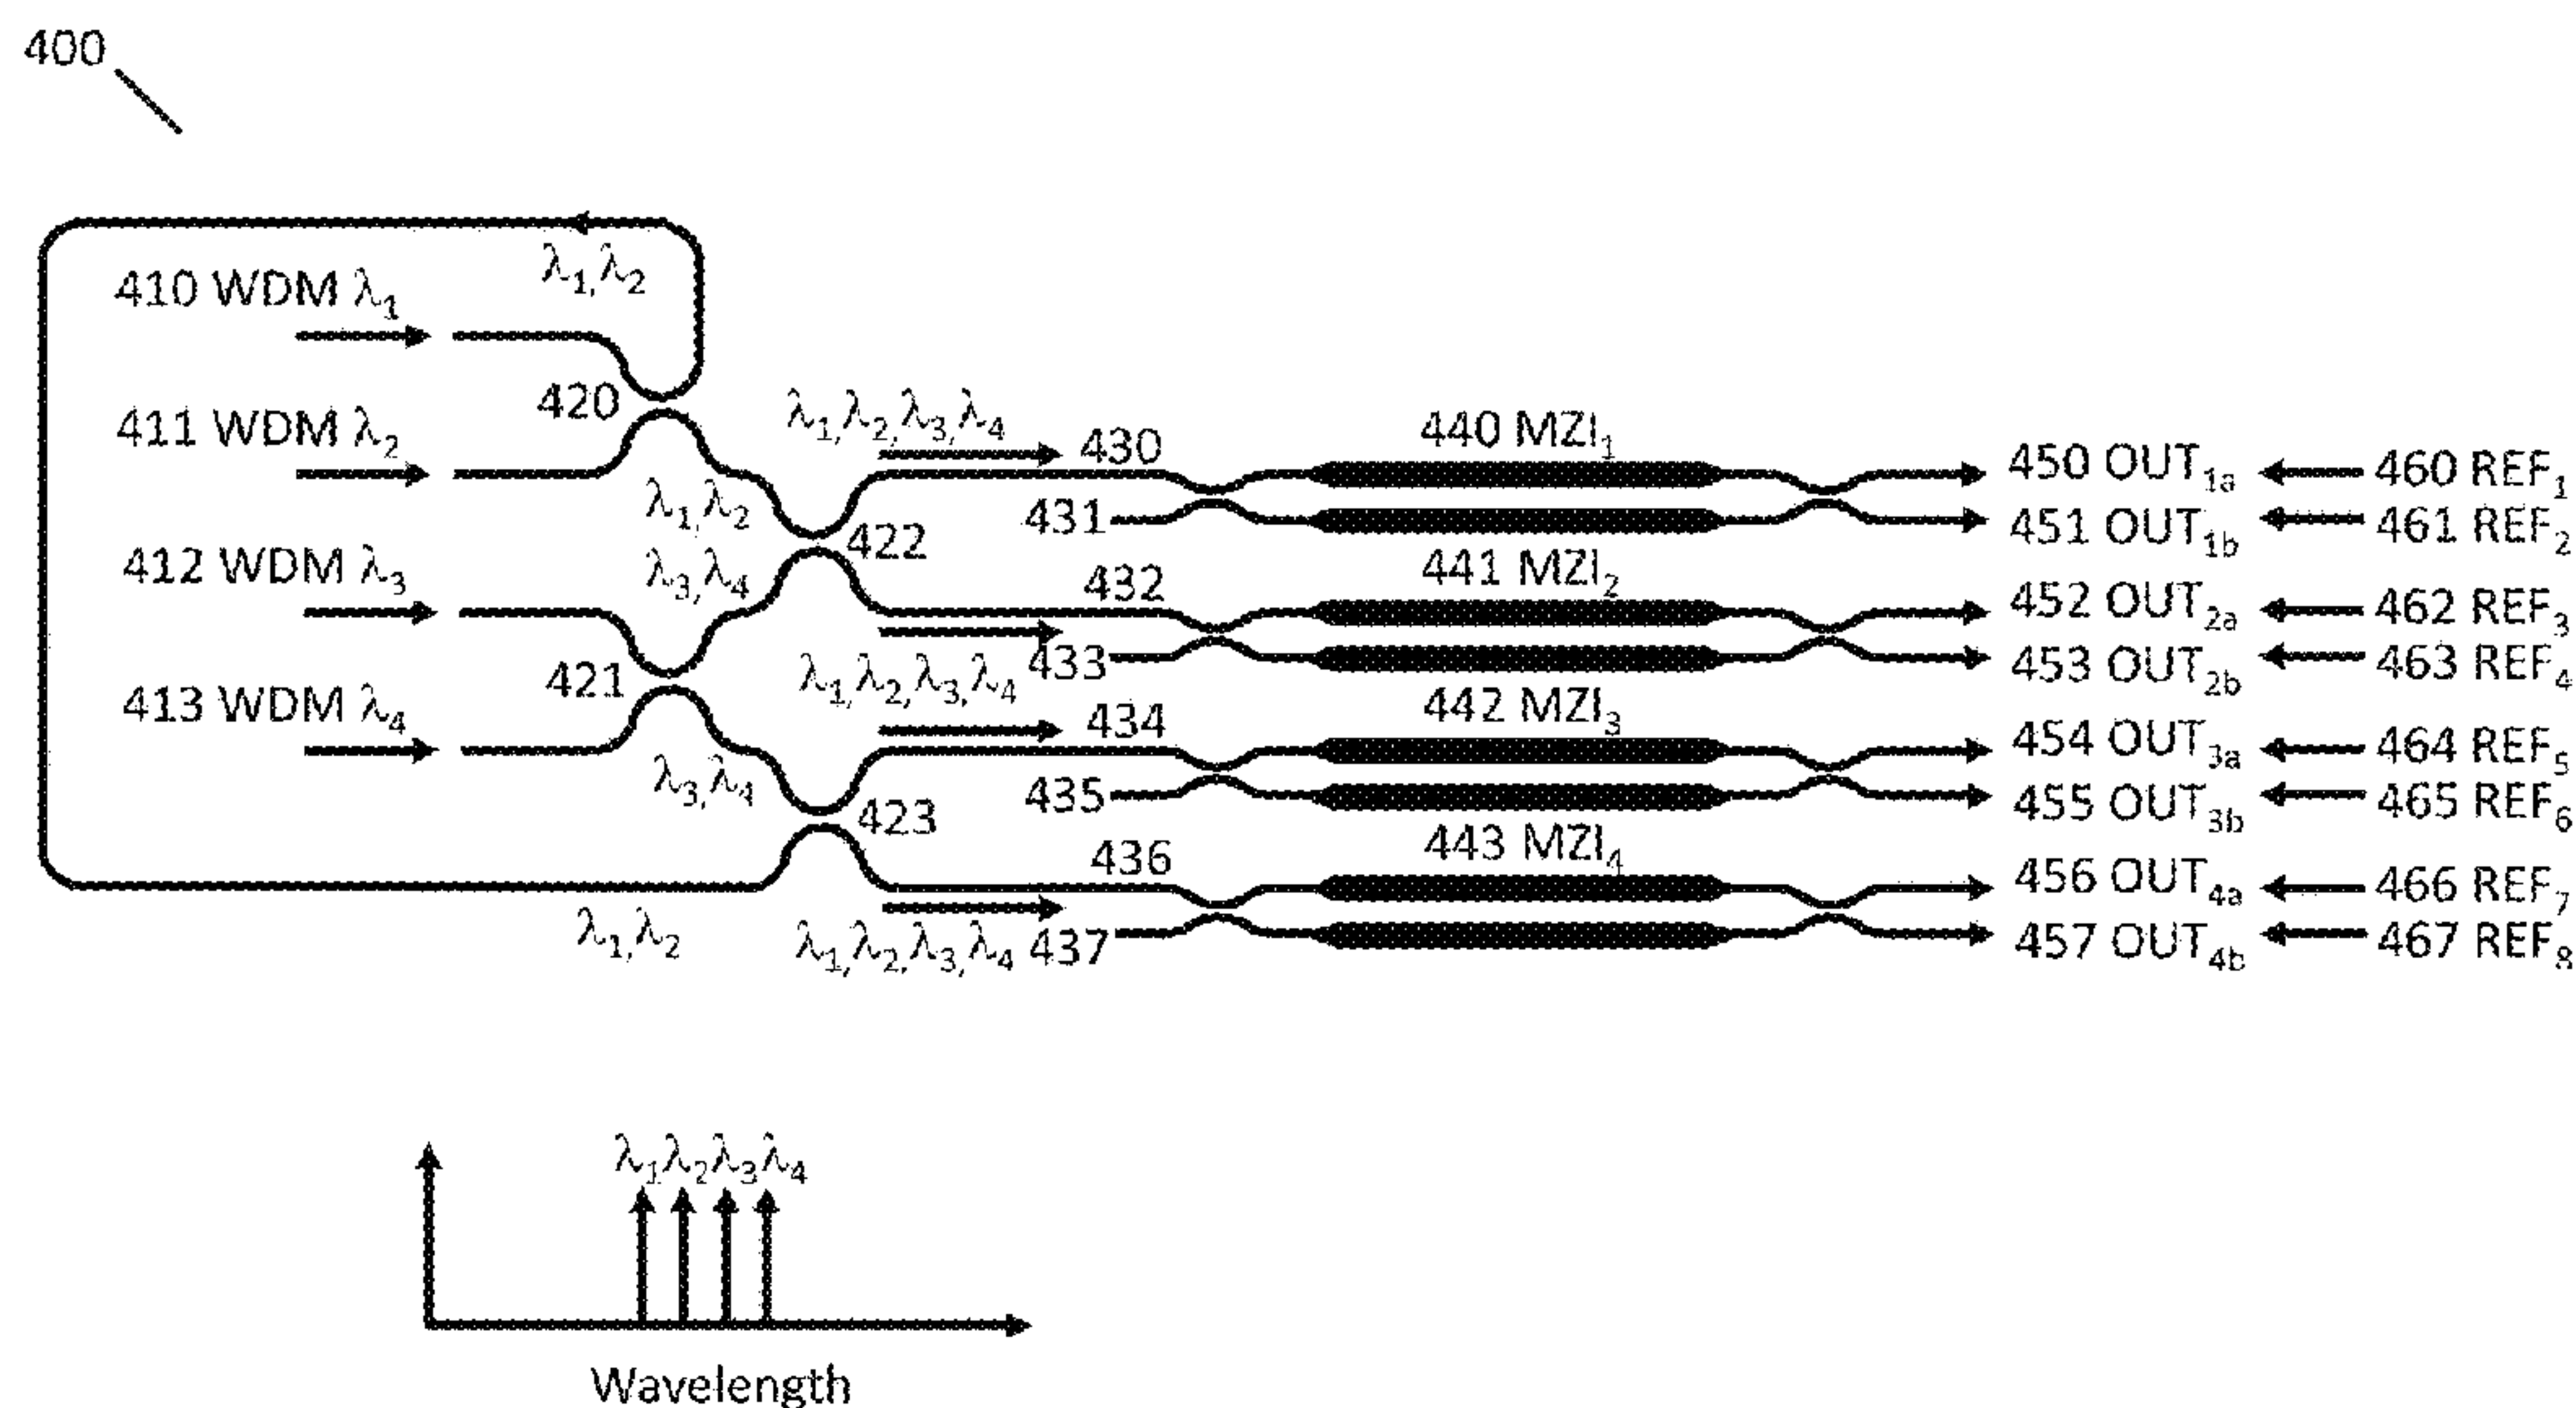 400
λ1,λ2
410 WDM λ1
420
411 WDM λ2
λ1,λ2,λ3,λ4
430
440 MZI1
450 OUT1a
460 REF1
λ1,λ2
431
451 OUT1b
461 REF2
422
412 WDM λ3
λ3,λ4
432
441 MZI2
452 OUT2a
462 REF3
433
453 OUT2b
463 REF4
421
λ1,λ2,λ3,λ4
413 WDM λ4
434
442 MZI3
454 OUT3a
464 REF5
λ3,λ4
435
455 OUT3b
465 REF6
423
436
443 MZI4
456 OUT4a
466 REF7
λ1,λ2
λ1,λ2,λ3,λ4
437
457 OUT4b
467 REF8
λ1λ2λ3λ4
Wavelength